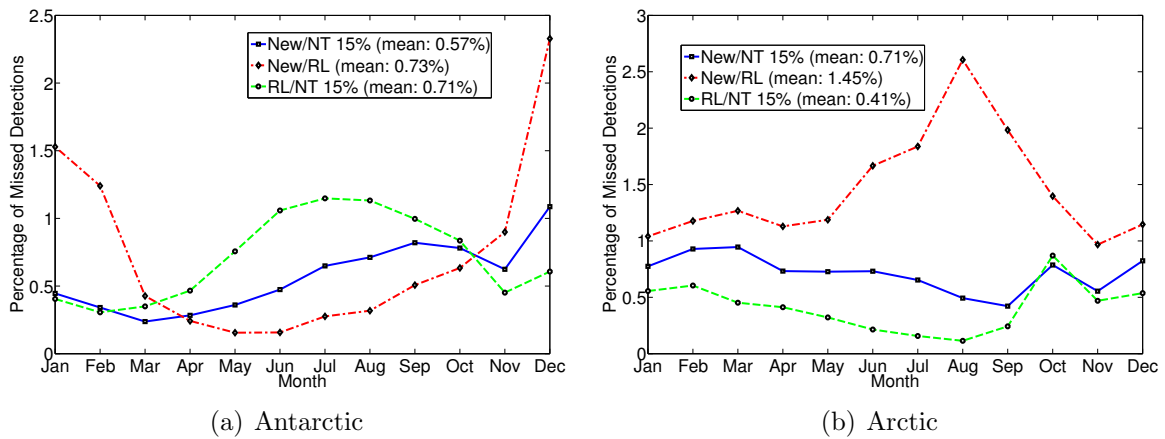 2.5
2
1.5
1
0.5
0
Percentage of Missed Detections
New/NT 15% (mean: 0.57%)
New/RL (mean: 0.73%)
RL/NT 15% (mean: 0.71%)
Jan Feb Mar Apr May Jun Jul Aug Sep Oct Nov Dec
Month
(a) Antarctic
3
2.5
2
1.5
1
0.5
0
Percentage of Missed Detections
New/NT 15% (mean: 0.71%)
New/RL (mean: 1.45%)
RL/NT 15% (mean: 0.41%)
Jan Feb Mar Apr May Jun Jul Aug Sep Oct Nov Dec
Month
(b) Arctic